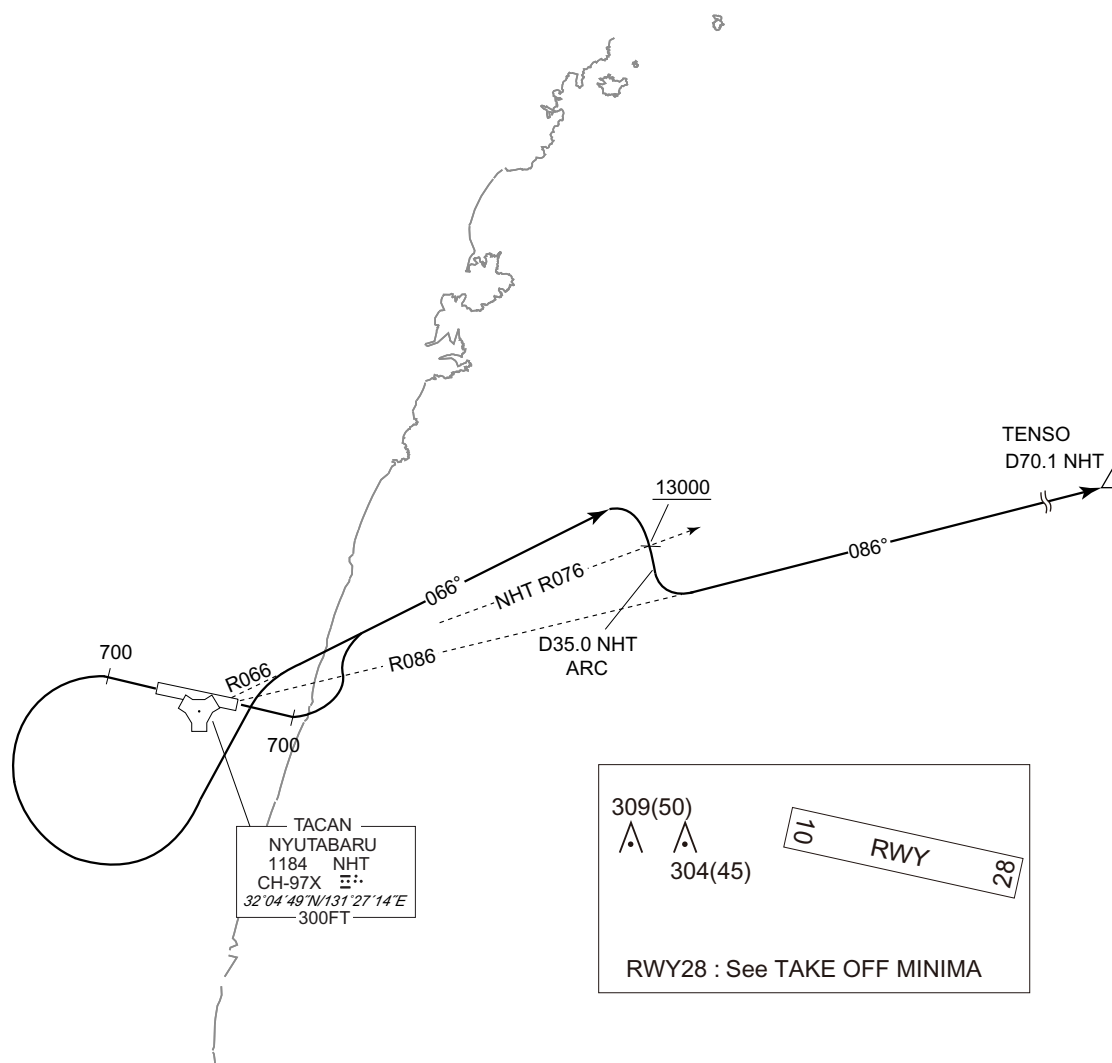 TENSO
D70.1 NHT
13000
086°
066°
NHT R076
D35.0 NHT
ARC
R086
R066
700
700
TACAN
NYUTABARU
1184 NHT
CH-97X
32°04´49˝N/131°27´14˝E
300FT
309(50)
304(45)
10 RWY 28
RWY28 : See TAKE OFF MINIMA